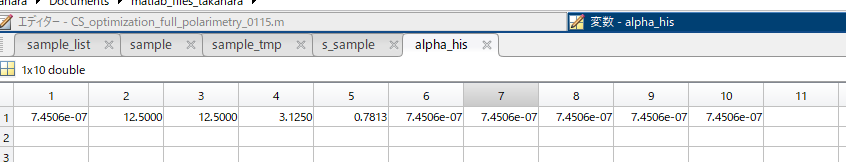 Documents › matlab_files_takahara
エディター - CS_optimization_full_polarimetry_0115.m 変数 - alpha_his
sample_list sample sample_tmp s_sample alpha_his
1x10 double
1 2 3 4 5 6 7 8 9 10 11
1 7.4506e-07 12.5000 12.5000 3.1250 0.7813 7.4506e-07 7.4506e-07 7.4506e-07 7.4506e-07 7.4506e-07
2
3